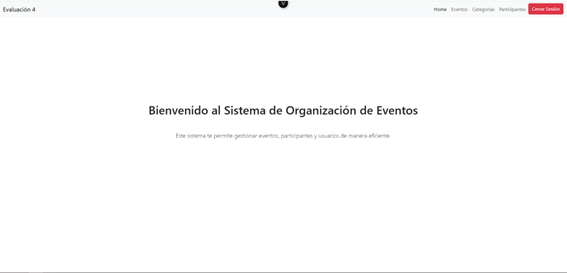 Evaluación 4
Home Eventos Categorías Participantes Cerrar Sesión
Bienvenido al Sistema de Organización de Eventos
Este sistema te permite gestionar eventos, participantes y usuarios de manera eficiente.